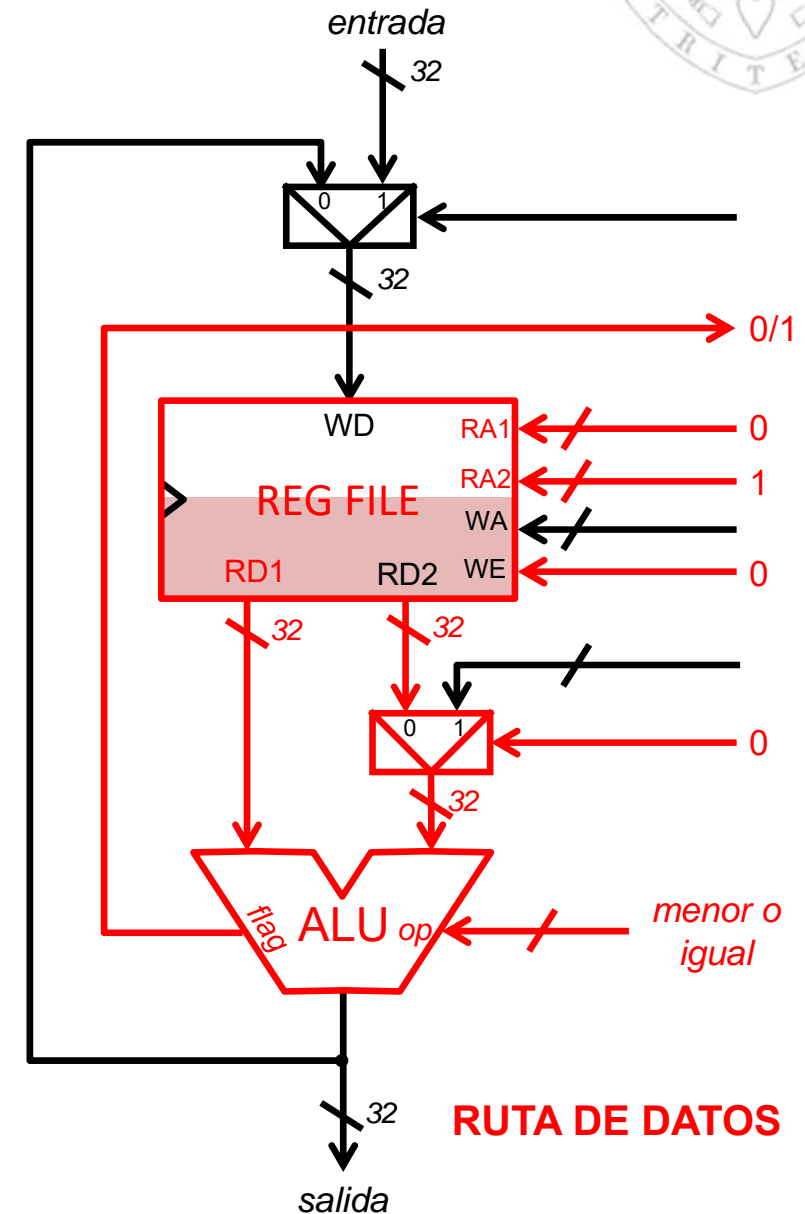 entrada
32
0 1
32
0/1
WD
RA1
0
RA2
1
REG FILE
WA
RD1
RD2
WE
0
32
32
0 1
0
32
flag
ALU
op
menor o
igual
32
RUTA DE DATOS
salida
T R I T E